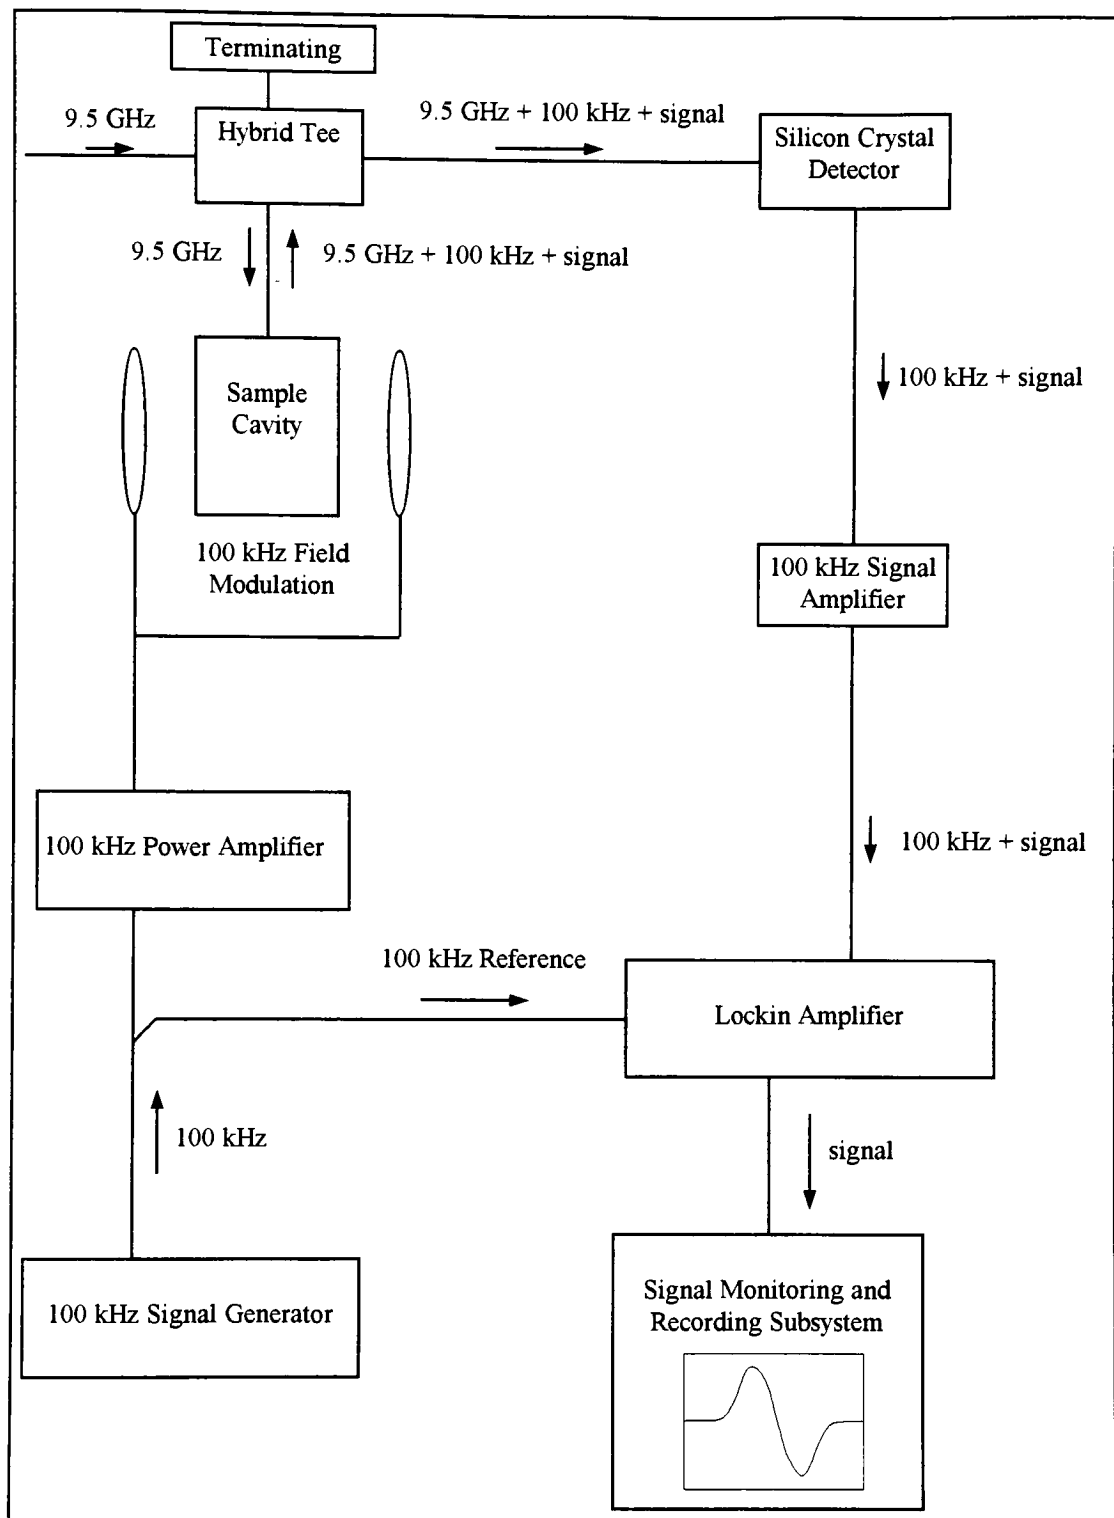 Terminating
9.5 GHz
Hybrid Tee
9.5 GHz + 100 kHz + signal
Silicon Crystal
Detector
9.5 GHz
9.5 GHz + 100 kHz + signal
Sample
Cavity
100 kHz + signal
100 kHz Field
Modulation
100 kHz Signal
Amplifier
100 kHz Power Amplifier
100 kHz + signal
100 kHz Reference
Lockin Amplifier
100 kHz
signal
100 kHz Signal Generator
Signal Monitoring and
Recording Subsystem